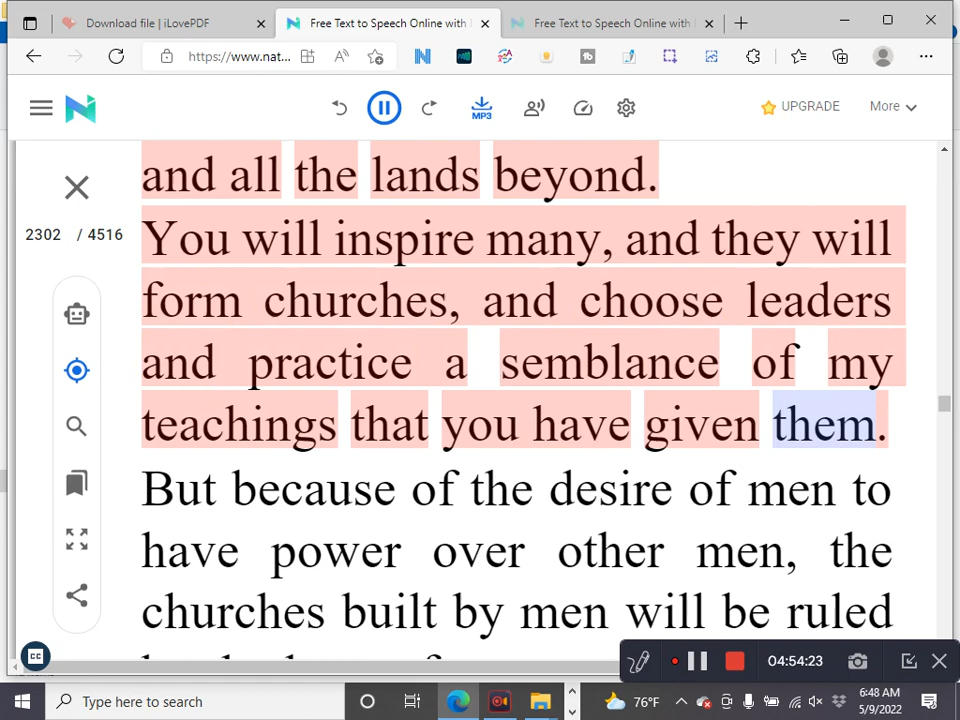 Download file | iLovePDF
Free Text to Speech Online with
Free Text to Speech Online with
https://www.nat...
MP3
UPGRADE
More
2302 / 4516
and all the lands beyond.
You will inspire many, and they will
form churches, and choose leaders
and practice a semblance of my
teachings that you have given them.
But because of the desire of men to
have power over other men, the
churches built by men will be ruled
CC
04:54:23
Type here to search
76°F
6:48 AM
5/9/2022